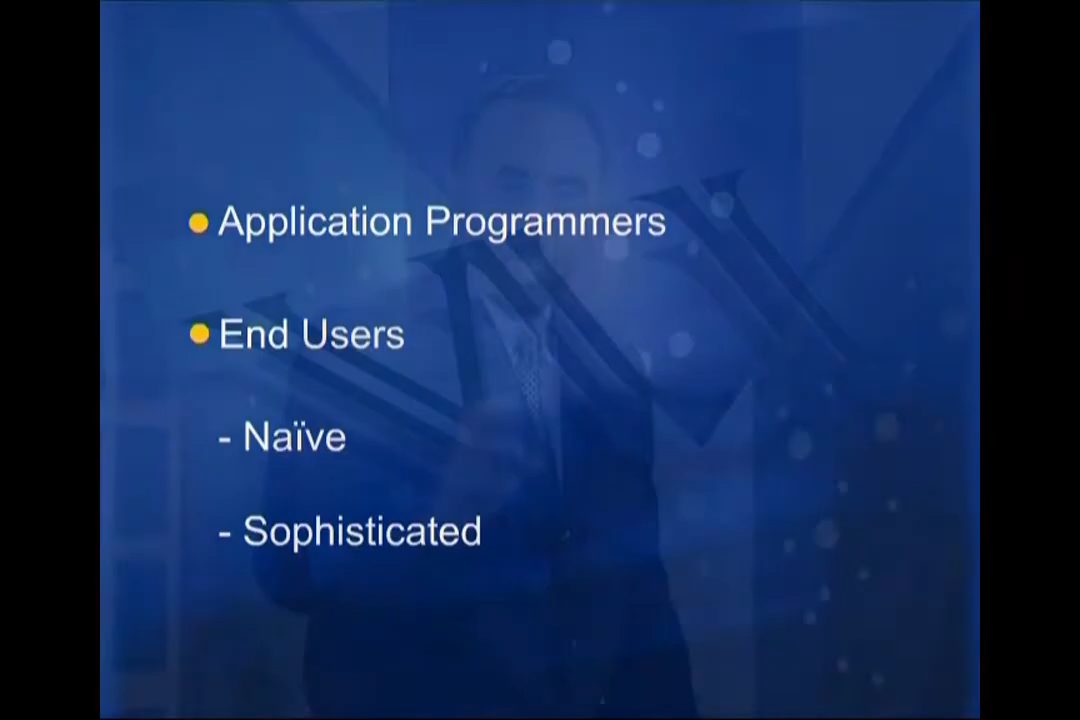 Application Programmers
End Users
- Naïve
- Sophisticated